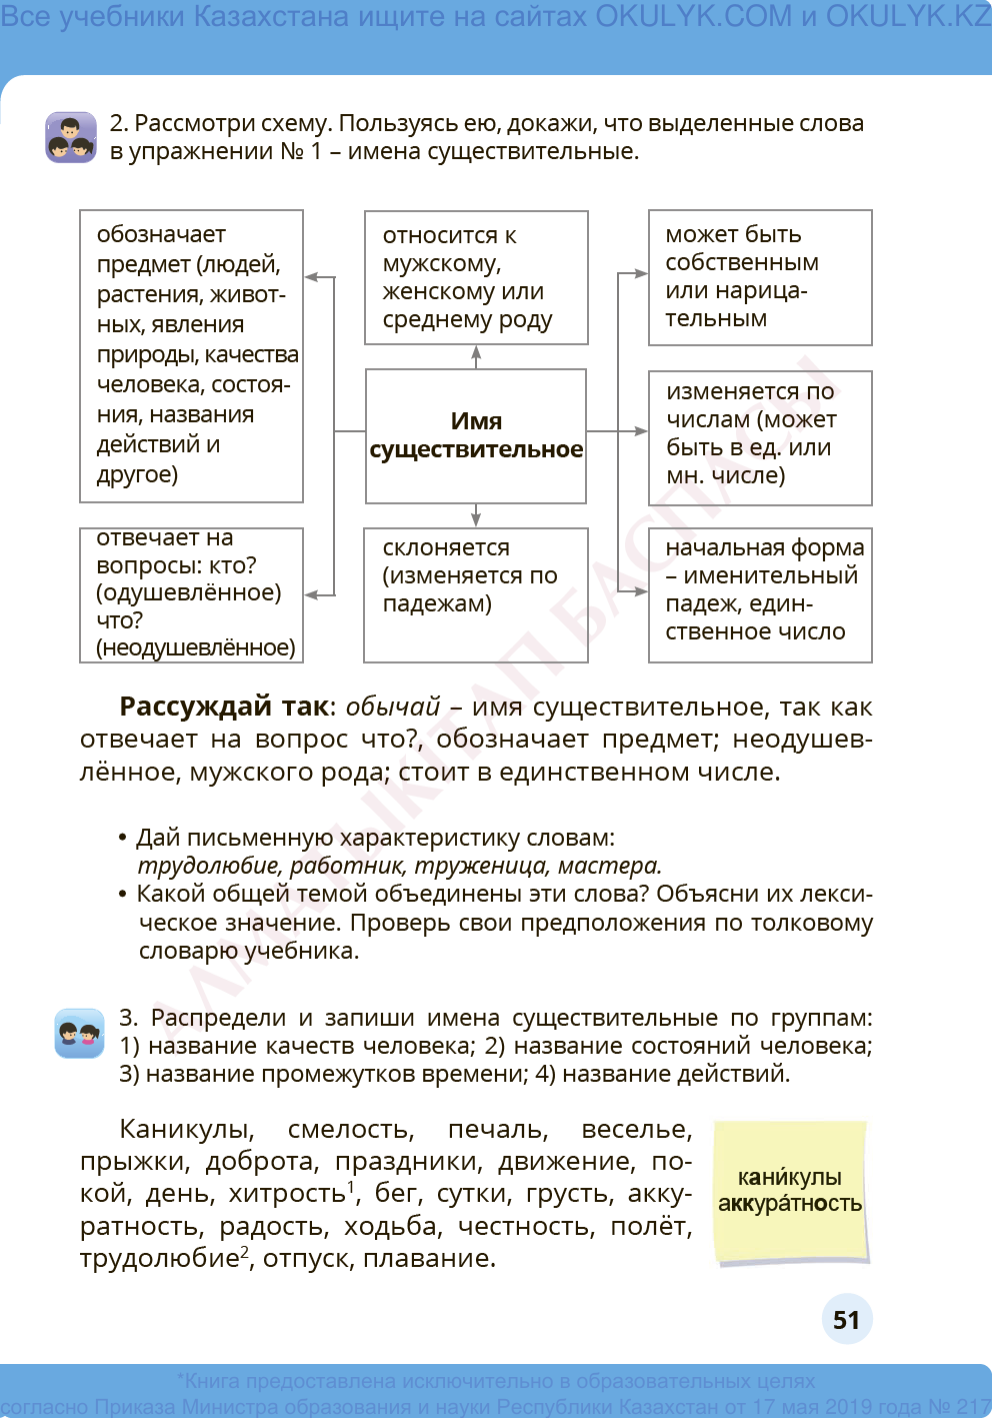 Все учебники Казахстана ищите на сайтах OKULYK.COM и OKULYK.KZ
2. Рассмотри схему. Пользуясь ею, докажи, что выделенные слова
в упражнении № 1 – имена существительные.
обозначает
предмет (людей,
растения, живот-
ных, явления
природы, качества
человека, состоя-
ния, названия
действий и
другое)
относится к
мужскому,
женскому или
среднему роду
может быть
собственным
или нарица-
тельным
Имя
существительное
изменяется по
числам (может
быть в ед. или
мн. числе)
отвечает на
вопросы: кто?
(одушевлённое)
что?
(неодушевлённое)
склоняется
(изменяется по
падежам)
начальная форма
– именительный
падеж, един-
ственное число
Рассуждай так: обычай – имя существительное, так как
отвечает на вопрос что?, обозначает предмет; неодушев-
лённое, мужского рода; стоит в единственном числе.
• Дай письменную характеристику словам:
трудолюбие, работник, труженица, мастера.
• Какой общей темой объединены эти слова? Объясни их лекси-
ческое значение. Проверь свои предположения по толковому
словарю учебника.
3. Распредели и запиши имена существительные по группам:
1) название качеств человека; 2) название состояний человека;
3) название промежутков времени; 4) название действий.
Каникулы, смелость, печаль, веселье,
прыжки, доброта, праздники, движение, по-
кой, день, хитрость¹, бег, сутки, грусть, акку-
ратность, радость, ходьба, честность, полёт,
трудолюбие², отпуск, плавание.
кани́кулы
аккура́тность
51
АЛМАТЫКІТАП БАСПАСЫ
*Книга предоставлена исключительно в образовательных целях
согласно Приказа Министра образования и науки Республики Казахстан от 17 мая 2019 года № 217